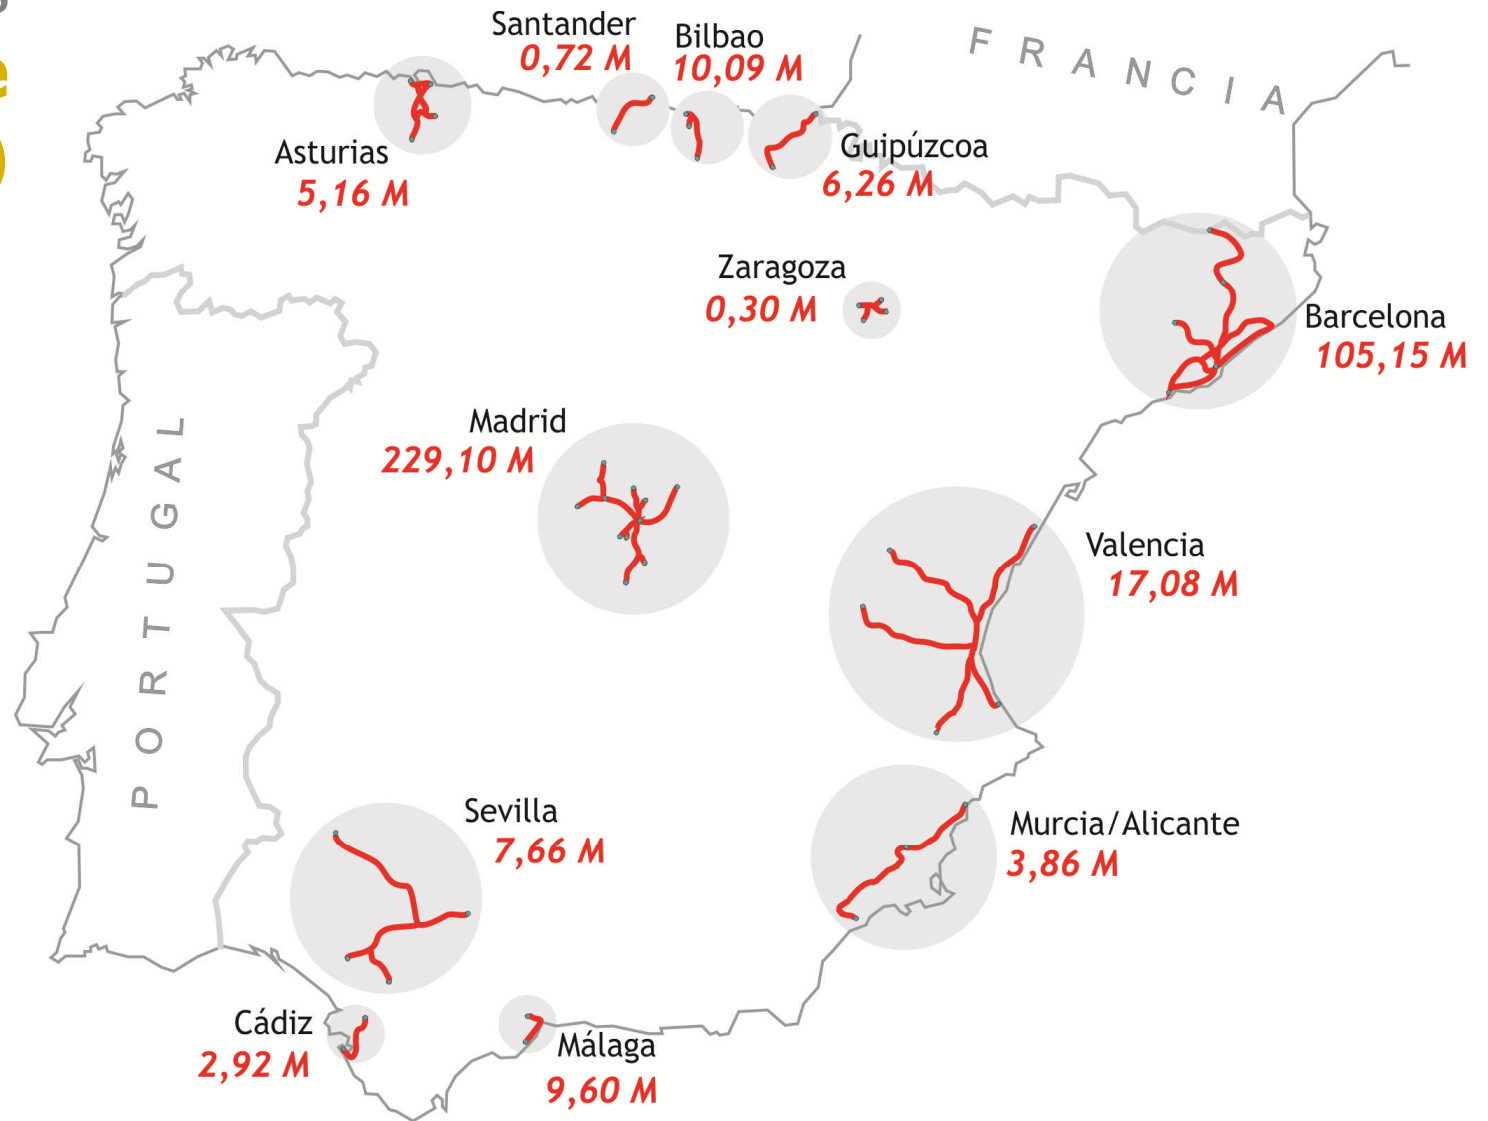 Santander
0,72 M
Bilbao
10,09 M
FRANCIA
Asturias
5,16 M
Guipúzcoa
6,26 M
Zaragoza
0,30 M
Barcelona
105,15 M
Madrid
229,10 M
PORTUGAL
Valencia
17,08 M
Sevilla
7,66 M
Murcia/Alicante
3,86 M
Cádiz
2,92 M
Málaga
9,60 M